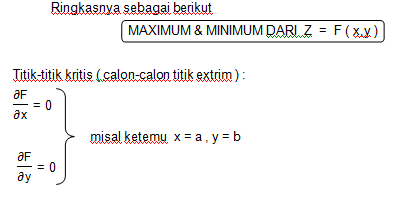 Ringkasnya sebagai berikut
MAXIMUM & MINIMUM DARI Z = F ( x,y )
Titik-titik kritis ( calon-calon titik extrim ) :
∂F/∂x = 0
misal ketemu x = a , y = b
∂F/∂y = 0